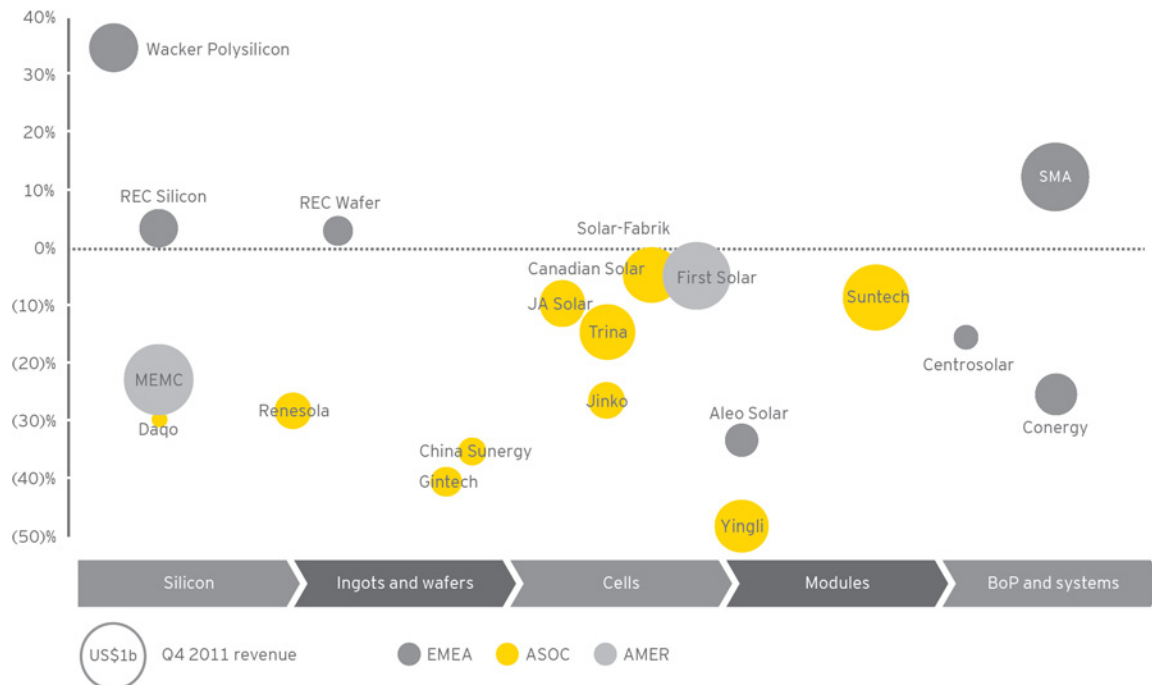 40%
Wacker Polysilicon
30%
20%
SMA
10%
REC Silicon
REC Wafer
Solar-Fabrik
0%
Canadian Solar
First Solar
JA Solar
Suntech
(10)%
Trina
(20)%
Centrosolar
MEMC
Renesola
Jinko
Aleo Solar
(30)%
Daqo
Conergy
China Sunergy
(40)%
Gintech
Yingli
(50)%
Silicon
Ingots and wafers
Cells
Modules
BoP and systems
US$1b
Q4 2011 revenue
EMEA
ASOC
AMER